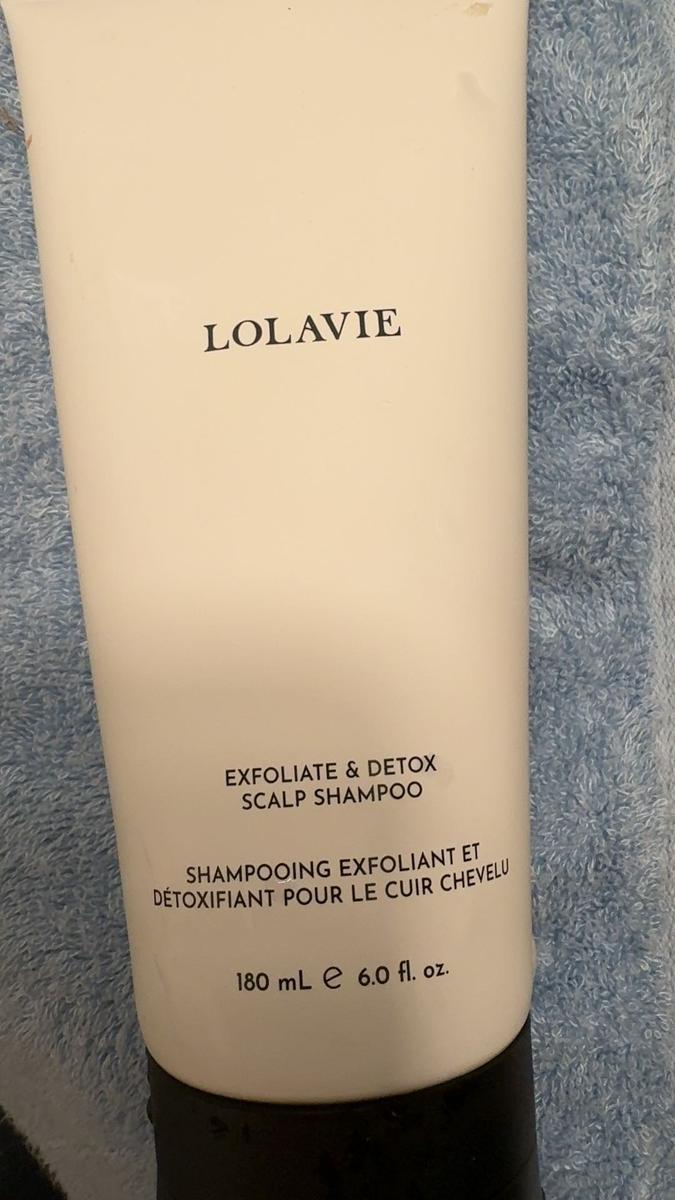 LOLAVIE
EXFOLIATE & DETOX
SCALP SHAMPOO
SHAMPOOING EXFOLIANT ET
DÉTOXIFIANT POUR LE CUIR CHEVELU
180 mL ℮ 6.0 fl. oz.